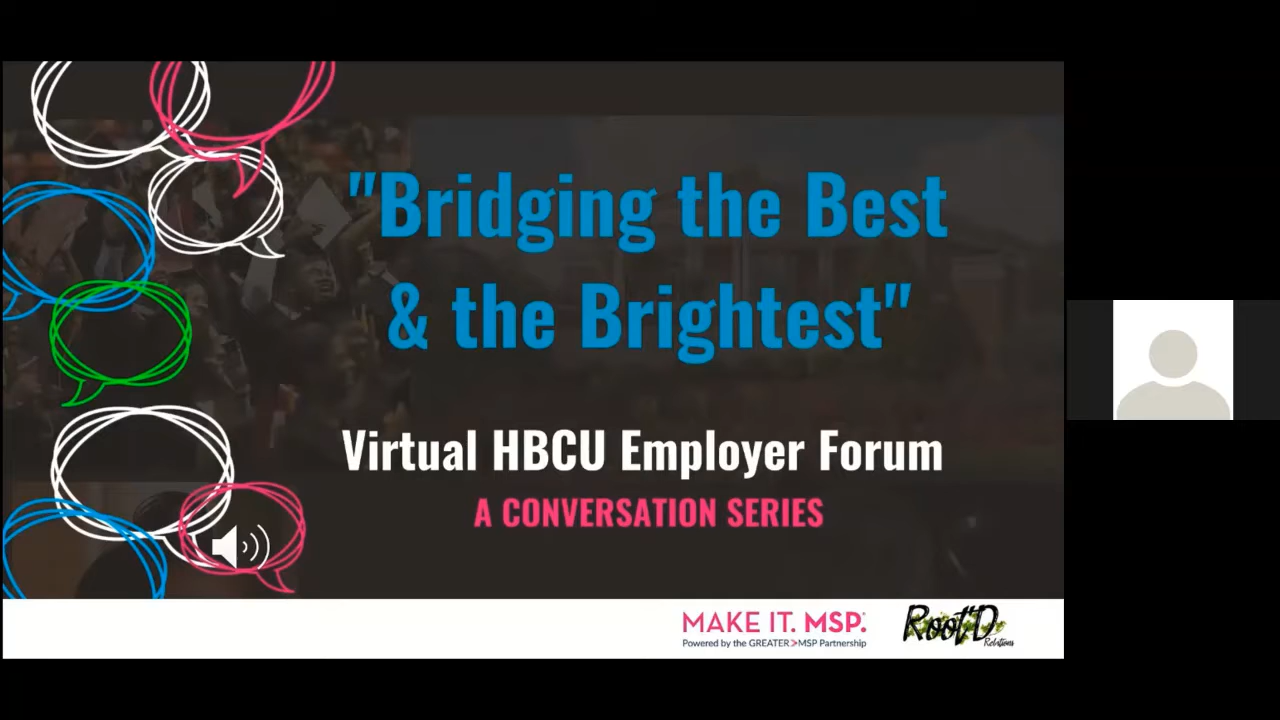 "Bridging the Best
& the Brightest"
Virtual HBCU Employer Forum
A CONVERSATION SERIES
MAKE IT. MSP.
Powered by the GREATER>MSP Partnership
Root'D
Relations